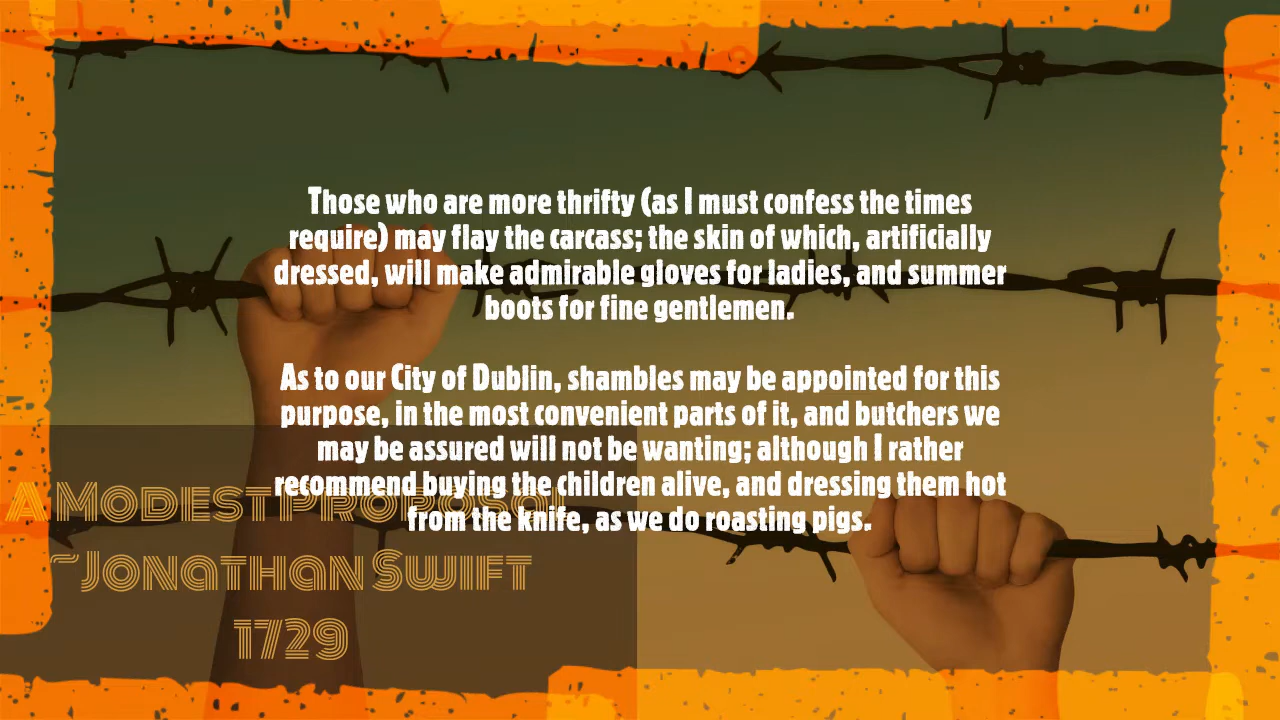 Those who are more thrifty (as I must confess the times
require) may flay the carcass; the skin of which, artificially
dressed, will make admirable gloves for ladies, and summer
boots for fine gentlemen.
As to our City of Dublin, shambles may be appointed for this
purpose, in the most convenient parts of it, and butchers we
may be assured will not be wanting; although I rather
recommend buying the children alive, and dressing them hot
from the knife, as we do roasting pigs.
A Modest Proposal
~Jonathan Swift
1729